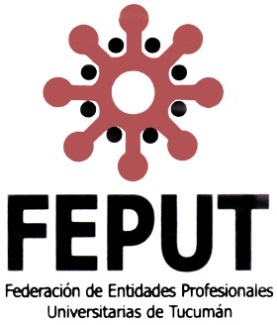 FEPUT
Federación de Entidades Profesionales
Universitarias de Tucumán